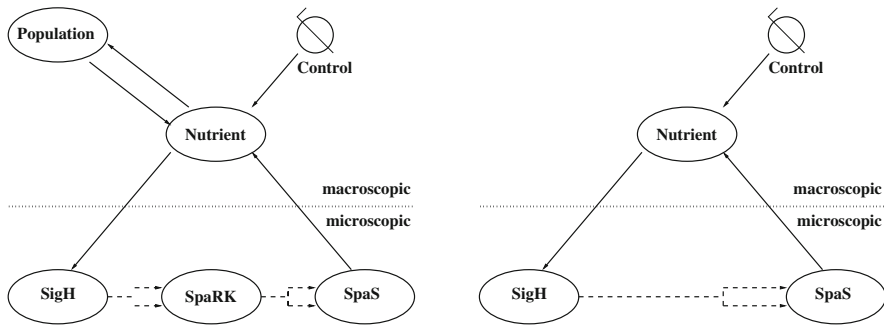 Population
Control
Nutrient
macroscopic
microscopic
SigH
SpaRK
SpaS
Control
Nutrient
macroscopic
microscopic
SigH
SpaS